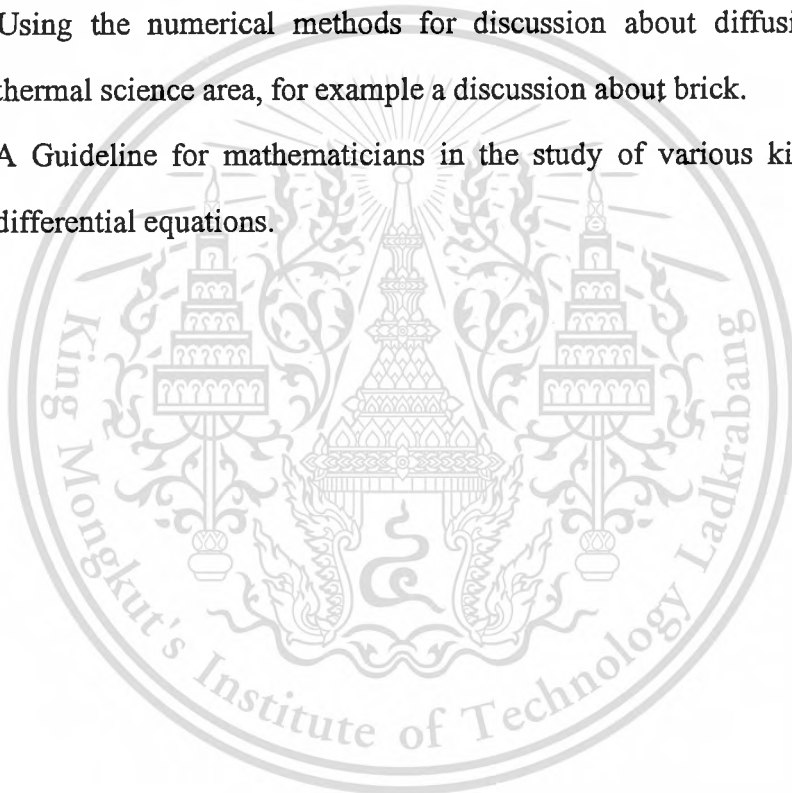 Using the numerical methods for discussion about diffusi
thermal science area, for example a discussion about brick.
A Guideline for mathematicians in the study of various ki
differential equations.
King Mongkut's Institute of Technology Ladkrabang